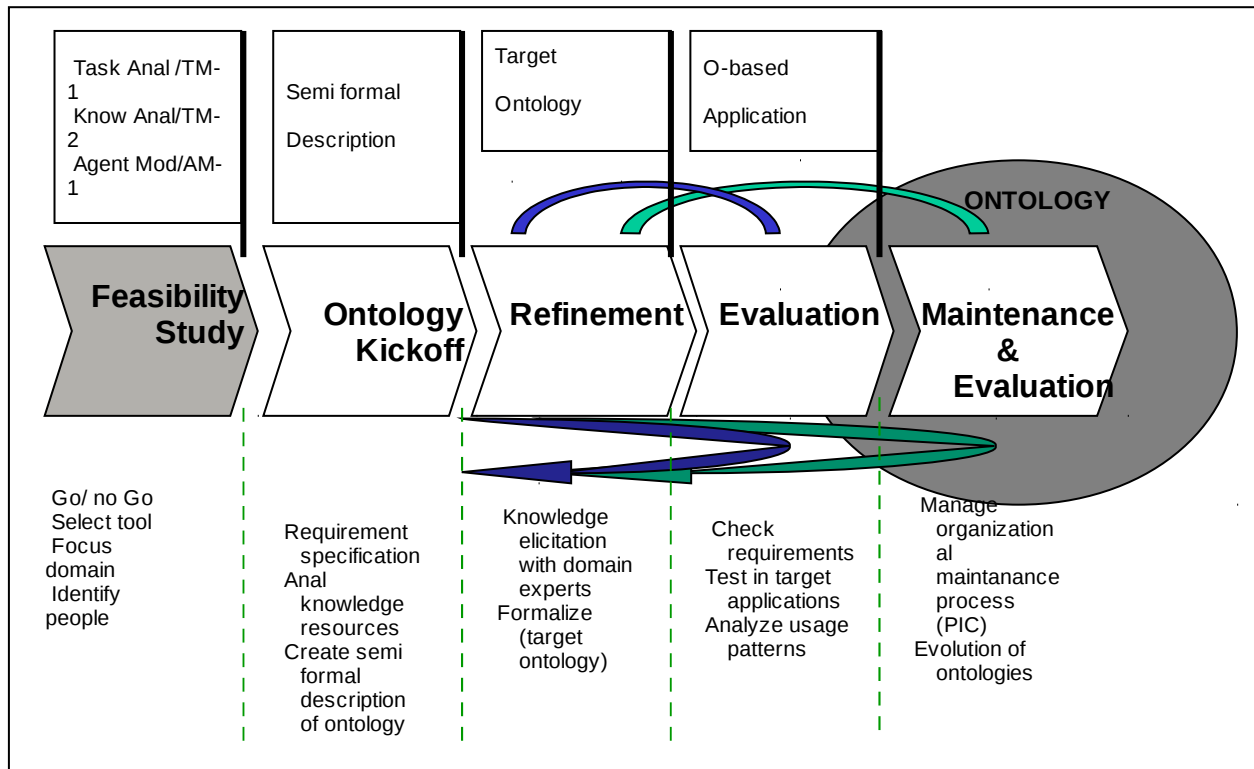 Task Anal /TM-
1
Know Anal/TM-
2
Agent Mod/AM-
1
Semi formal
Description
Target
Ontology
O-based
Application
ONTOLOGY
Feasibility
Study
Ontology
Kickoff
Refinement
Evaluation
Maintenance
&
Evaluation
Go/ no Go
Select tool
Focus
domain
Identify
people
Requirement
specification
Anal
knowledge
resources
Create semi
formal
description
of ontology
Knowledge
elicitation
with domain
experts
Formalize
(target
ontology)
Check
requirements
Test in target
applications
Analyze usage
patterns
Manage
organization
al
maintanance
process
(PIC)
Evolution of
ontologies